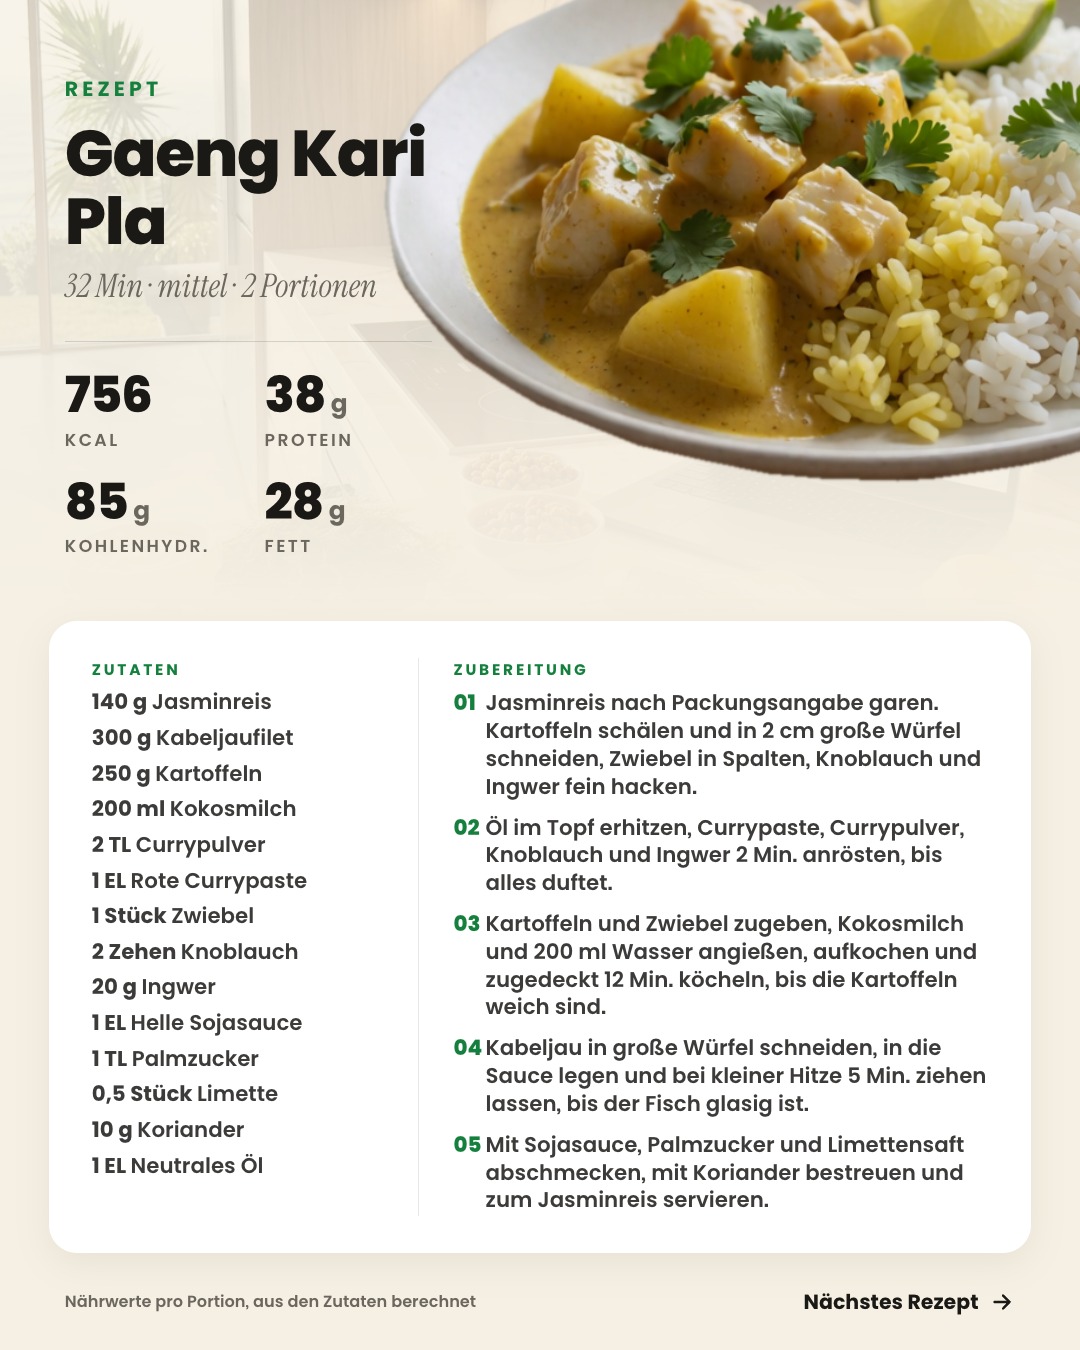 REZEPT
Gaeng Kari
Pla
32 Min · mittel · 2 Portionen
756
KCAL
38 g
PROTEIN
85 g
KOHLENHYDR.
28 g
FETT
ZUTATEN
140 g Jasminreis
300 g Kabeljaufilet
250 g Kartoffeln
200 ml Kokosmilch
2 TL Currypulver
1 EL Rote Currypaste
1 Stück Zwiebel
2 Zehen Knoblauch
20 g Ingwer
1 EL Helle Sojasauce
1 TL Palmzucker
0,5 Stück Limette
10 g Koriander
1 EL Neutrales Öl
ZUBEREITUNG
01 Jasminreis nach Packungsangabe garen.
Kartoffeln schälen und in 2 cm große Würfel
schneiden, Zwiebel in Spalten, Knoblauch und
Ingwer fein hacken.
02 Öl im Topf erhitzen, Currypaste, Currypulver,
Knoblauch und Ingwer 2 Min. anrösten, bis
alles duftet.
03 Kartoffeln und Zwiebel zugeben, Kokosmilch
und 200 ml Wasser angießen, aufkochen und
zugedeckt 12 Min. köcheln, bis die Kartoffeln
weich sind.
04 Kabeljau in große Würfel schneiden, in die
Sauce legen und bei kleiner Hitze 5 Min. ziehen
lassen, bis der Fisch glasig ist.
05 Mit Sojasauce, Palmzucker und Limettensaft
abschmecken, mit Koriander bestreuen und
zum Jasminreis servieren.
Nährwerte pro Portion, aus den Zutaten berechnet
Nächstes Rezept →